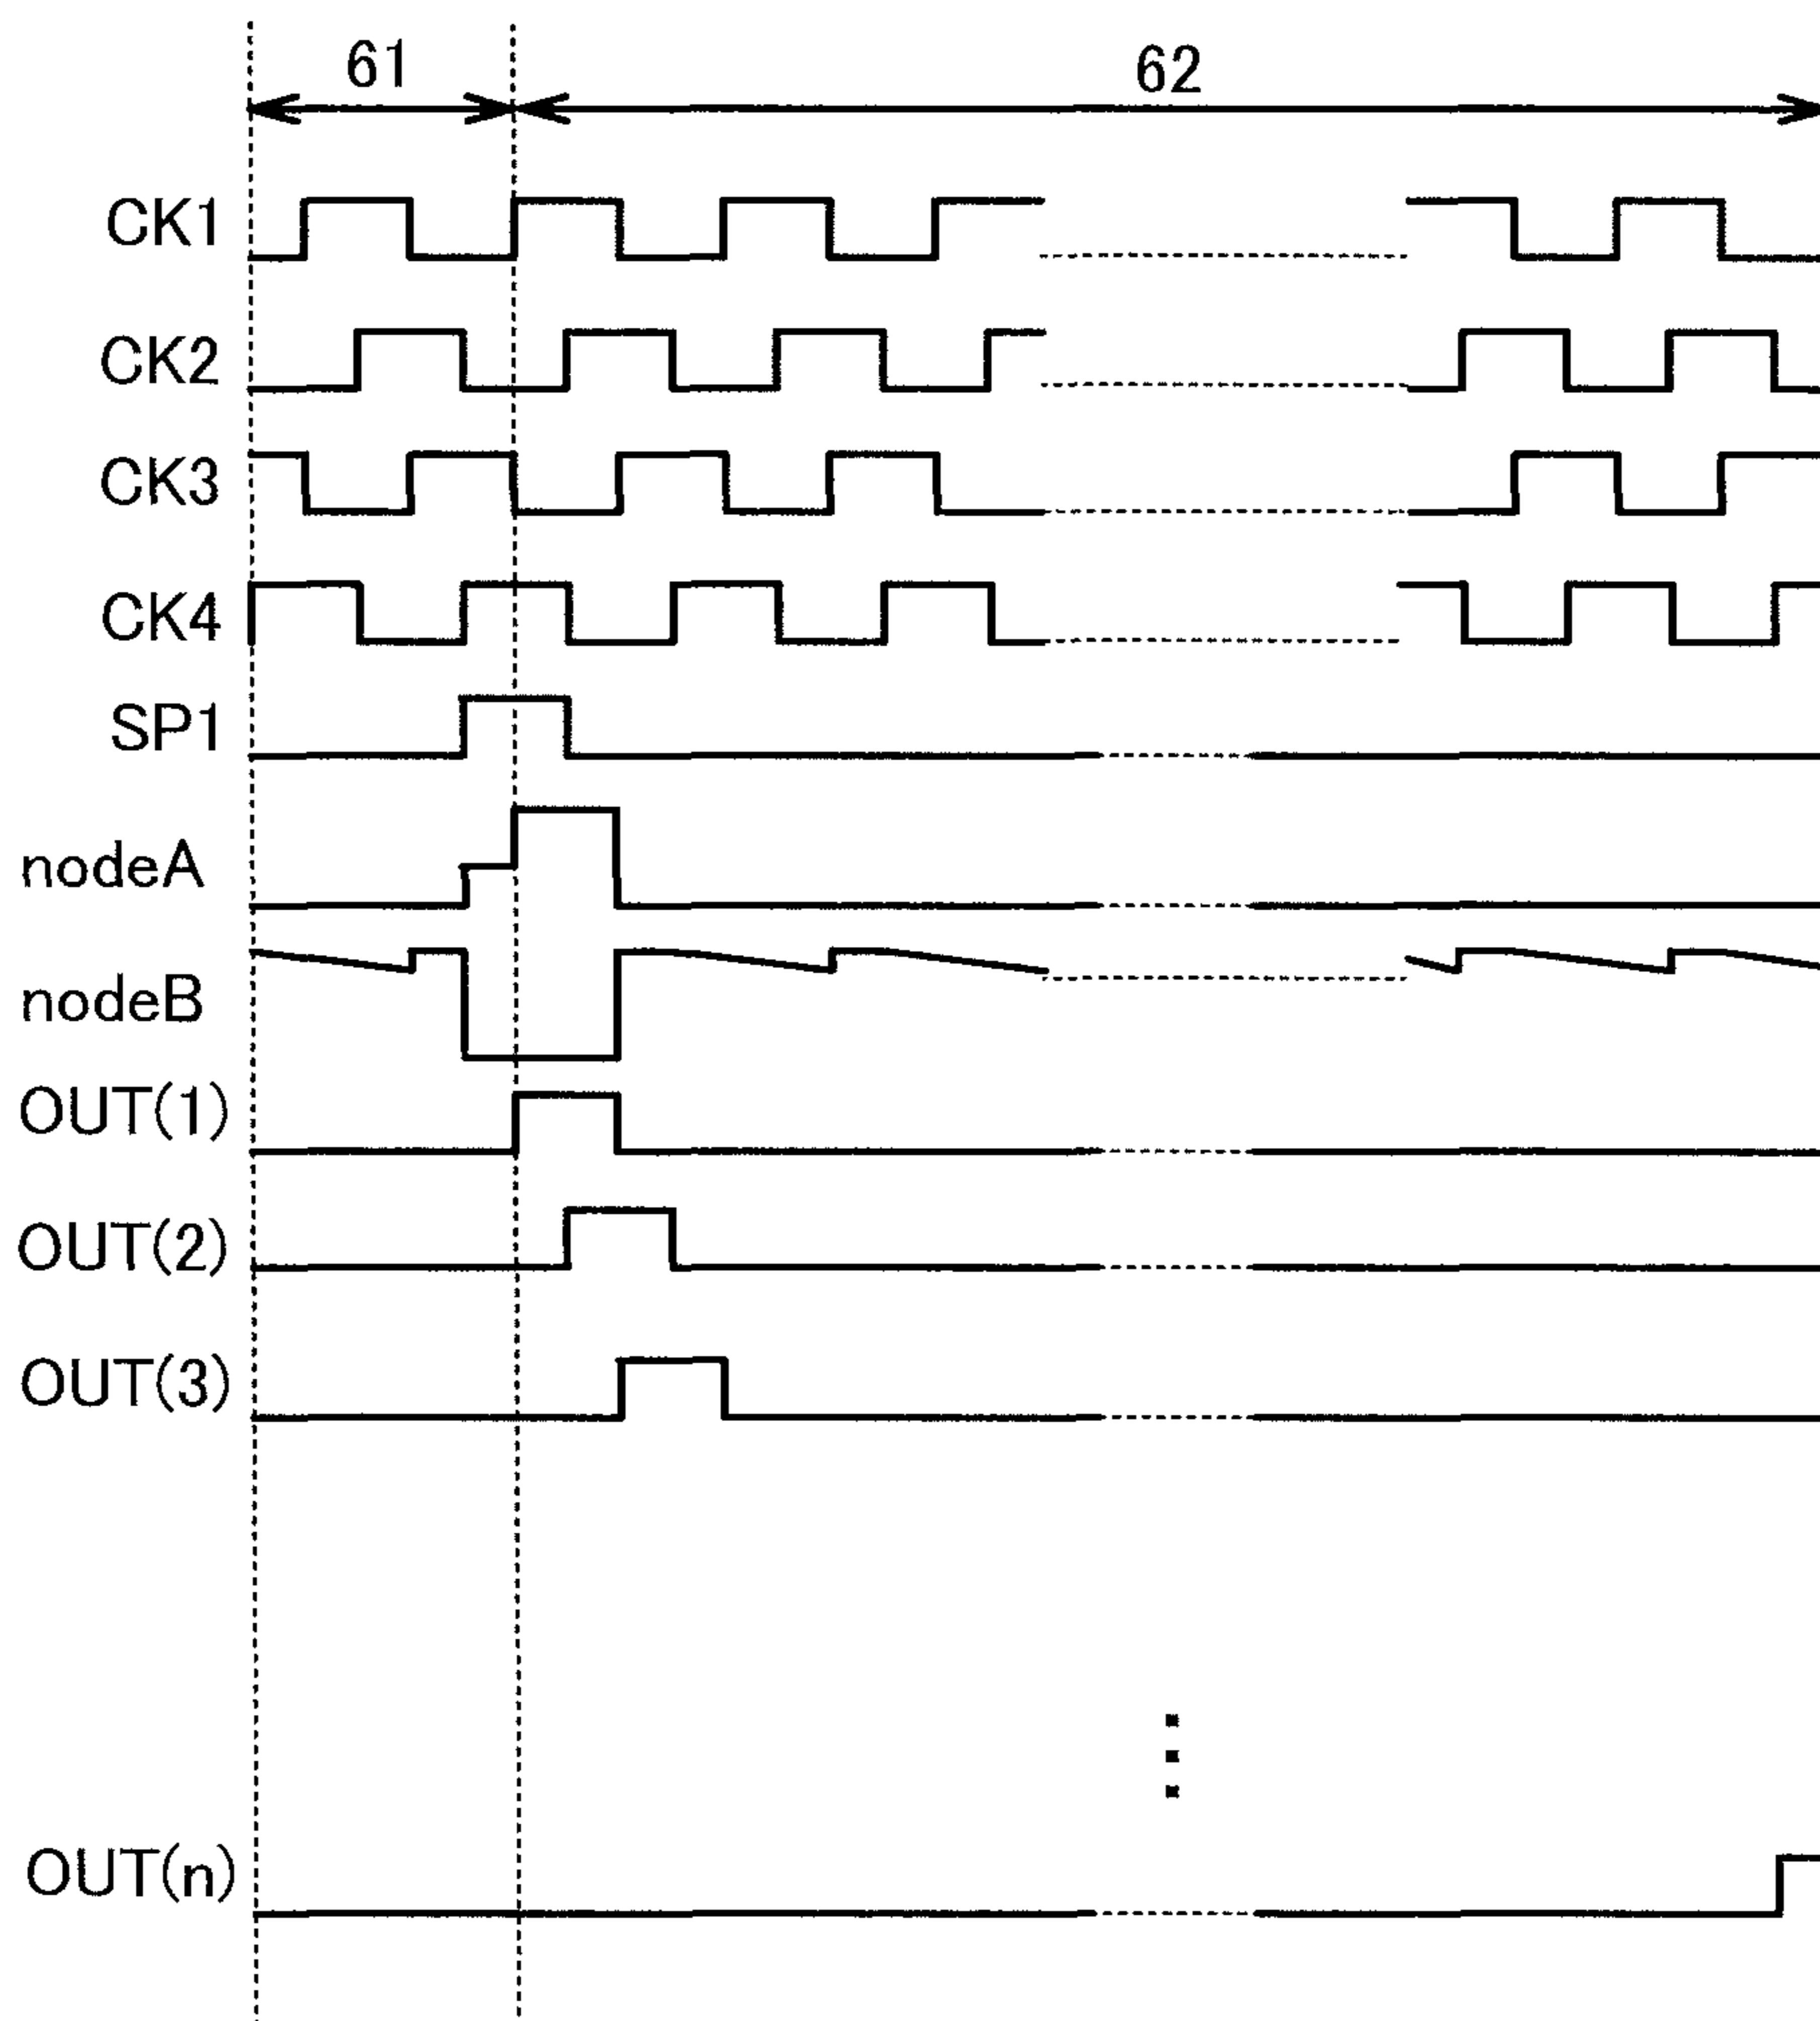 61
62
CK1
CK2
CK3
CK4
SP1
nodeA
nodeB
OUT(1)
OUT(2)
OUT(3)
OUT(n)